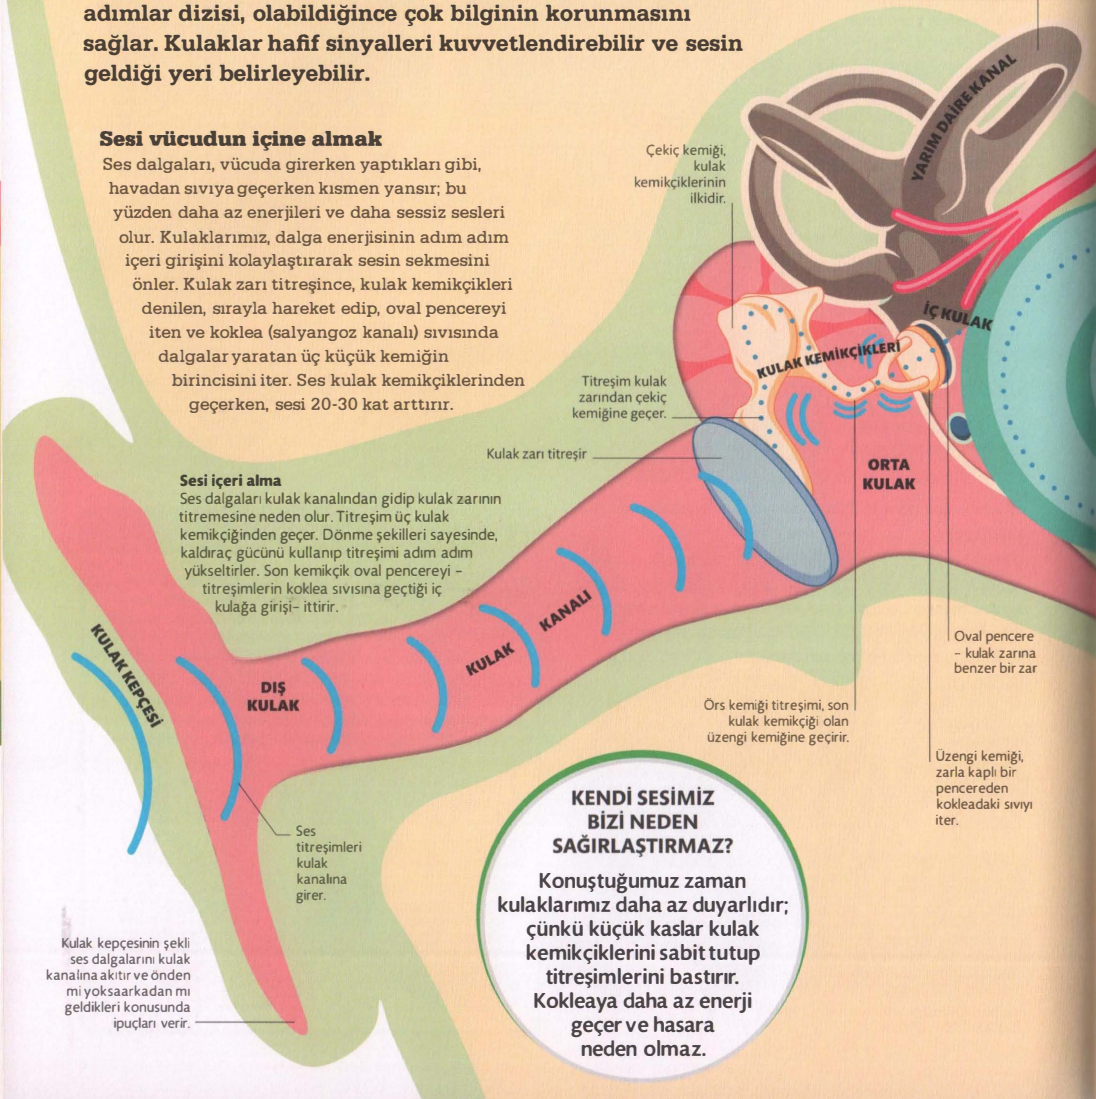 adımlar dizisi, olabildiğince çok bilginin korunmasını
sağlar. Kulaklar hafif sinyalleri kuvvetlendirebilir ve sesin
geldiği yeri belirleyebilir.
Sesi vücudun içine almak
Ses dalgaları, vücuda girerken yaptıkları gibi,
havadan sıvıya geçerken kısmen yansır; bu
yüzden daha az enerjileri ve daha sessiz sesleri
olur. Kulaklarımız, dalga enerjisinin adım adım
içeri girişini kolaylaştırarak sesin sekmesini
önler. Kulak zarı titreşince, kulak kemikçikleri
denilen, sırayla hareket edip, oval pencereyi
iten ve koklea (salyangoz kanalı) sıvısında
dalgalar yaratan üç küçük kemiğin
birincisini iter. Ses kulak kemikçiklerinden
geçerken, sesi 20-30 kat arttırır.
Çekiç kemiği,
kulak
kemikçiklerinin
ilkidir.
YARIM DAİRE KANAL
İÇ KULAK
KULAK KEMİKÇİKLERİ
Titreşim kulak
zarından çekiç
kemiğine geçer.
Kulak zarı titreşir
ORTA
KULAK
Sesi içeri alma
Ses dalgaları kulak kanalından gidip kulak zarının
titremesine neden olur. Titreşim üç kulak
kemikçiğinden geçer. Dönme şekilleri sayesinde,
kaldıraç gücünü kullanıp titreşimi adım adım
yükseltirler. Son kemikçik oval pencereyi –
titreşimlerin koklea sıvısına geçtiği iç
kulağa girişi– ittirir.
KULAK KANALI
KULAK KEPÇESİ
DIŞ
KULAK
Oval pencere
– kulak zarına
benzer bir zar
Örs kemiği titreşimi, son
kulak kemikçiği olan
üzengi kemiğine geçirir.
Üzengi kemiği,
zarla kaplı bir
pencereden
kokleadaki sıvıyı
iter.
Ses
titreşimleri
kulak
kanalına
girer.
KENDİ SESİMİZ
BİZİ NEDEN
SAĞIRLAŞTIRMAZ?
Konuştuğumuz zaman
kulaklarımız daha az duyarlıdır;
çünkü küçük kaslar kulak
kemikçiklerini sabit tutup
titreşimlerini bastırır.
Kokleaya daha az enerji
geçer ve hasara
neden olmaz.
Kulak kepçesinin şekli
ses dalgalarını kulak
kanalına akıtır ve önden
mi yoksaarkadan mı
geldikleri konusunda
ipuçları verir.